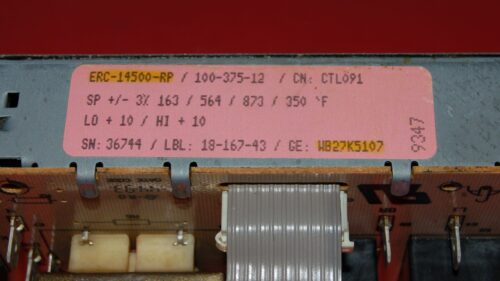 ERC-14500-RP / 100-375-12 / CN: CTL091
SP +/- 3% 163 / 564 / 873 / 350 °F
LO + 10 / HI + 10
SN: 36744 / LBL: 18-167-43 / GE: WB27K5107
9347